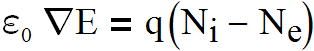 ε₀ ∇E = q(Nᵢ − Nₑ)